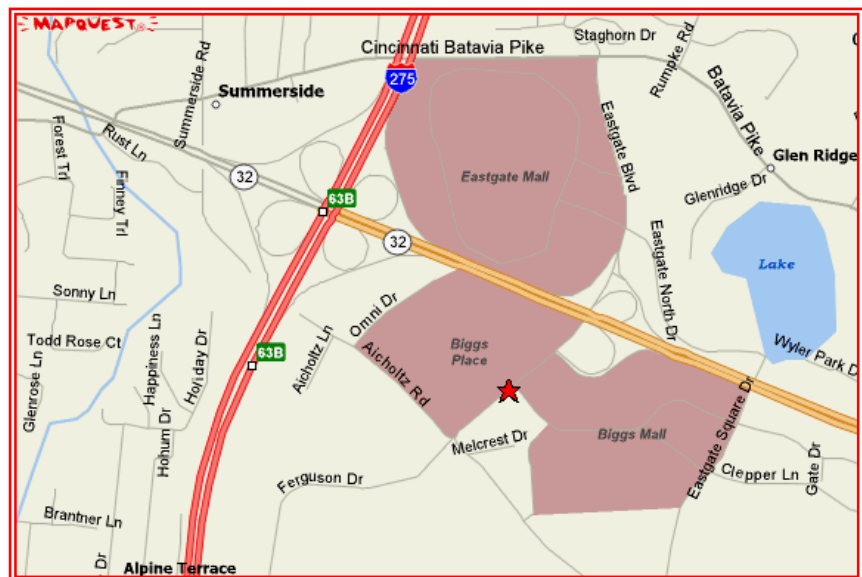 MAPQUEST
Staghorn Dr
Cincinnati Batavia Pike
Rumpke Rd
275
Summerside Rd
Summerside
Batavia Pike
Rust Ln
Forest Trl
Finney Trl
32
63B
Eastgate Mall
Eastgate Blvd
Glen Ridge
Glenridge Dr
32
Lake
Eastgate North Dr
Sonny Ln
Omni Dr
Todd Rose Ct
Happiness Ln
Holiday Dr
63B
Aicholtz Ln
Biggs
Place
Wyler Park D
Glenrose Ln
Aicholtz Rd
Eastgate Square Dr
Hohum Dr
Melcrest Dr
Biggs Mall
Ferguson Dr
Clepper Ln
Gate Dr
Brantner Ln
Dr
Alpine Terrace